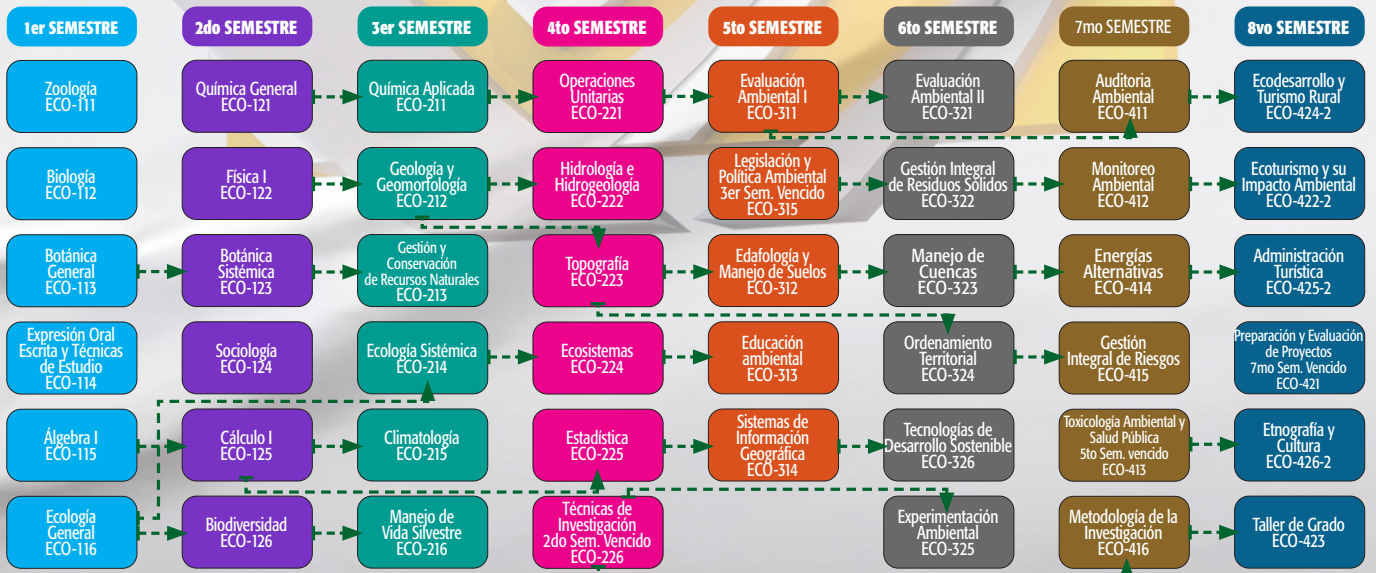 1er SEMESTRE
2do SEMESTRE
3er SEMESTRE
4to SEMESTRE
5to SEMESTRE
6to SEMESTRE
7mo SEMESTRE
8vo SEMESTRE
Zoología
ECO-111
Química General
ECO-121
Química Aplicada
ECO-211
Operaciones
Unitarias
ECO-221
Evaluación
Ambiental I
ECO-311
Evaluación
Ambiental II
ECO-321
Auditoria
Ambiental
ECO-411
Ecodesarrollo y
Turismo Rural
ECO-424-2
Biología
ECO-112
Física I
ECO-122
Geología y
Geomorfología
ECO-212
Hidrología e
Hidrogeología
ECO-222
Legislación y
Política Ambiental
3er Sem. Vencido
ECO-315
Gestión Integral
de Residuos Sólidos
ECO-322
Monitoreo
Ambiental
ECO-412
Ecoturismo y su
Impacto Ambiental
ECO-422-2
Botánica
General
ECO-113
Botánica
Sistémica
ECO-123
Gestión y
Conservación
de Recursos Naturales
ECO-213
Topografía
ECO-223
Edafología y
Manejo de Suelos
ECO-312
Manejo de
Cuencas
ECO-323
Energías
Alternativas
ECO-414
Administración
Turística
ECO-425-2
Expresión Oral
Escrita y Técnicas
de Estudio
ECO-114
Sociología
ECO-124
Ecología Sistémica
ECO-214
Ecosistemas
ECO-224
Educación
ambiental
ECO-313
Ordenamiento
Territorial
ECO-324
Gestión
Integral de Riesgos
ECO-415
Preparación y Evaluación
de Proyectos
7mo Sem. Vencido
ECO-421
Álgebra I
ECO-115
Cálculo I
ECO-125
Climatología
ECO-215
Estadística
ECO-225
Sistemas de
Información
Geográfica
ECO-314
Tecnologías de
Desarrollo Sostenible
ECO-326
Toxicología Ambiental y
Salud Pública
5to Sem. vencido
ECO-413
Etnografía y
Cultura
ECO-426-2
Ecología
General
ECO-116
Biodiversidad
ECO-126
Manejo de
Vida Silvestre
ECO-216
Técnicas de
Investigación
2do Sem. Vencido
ECO-226
Experimentación
Ambiental
ECO-325
Metodología de la
Investigación
ECO-416
Taller de Grado
ECO-423